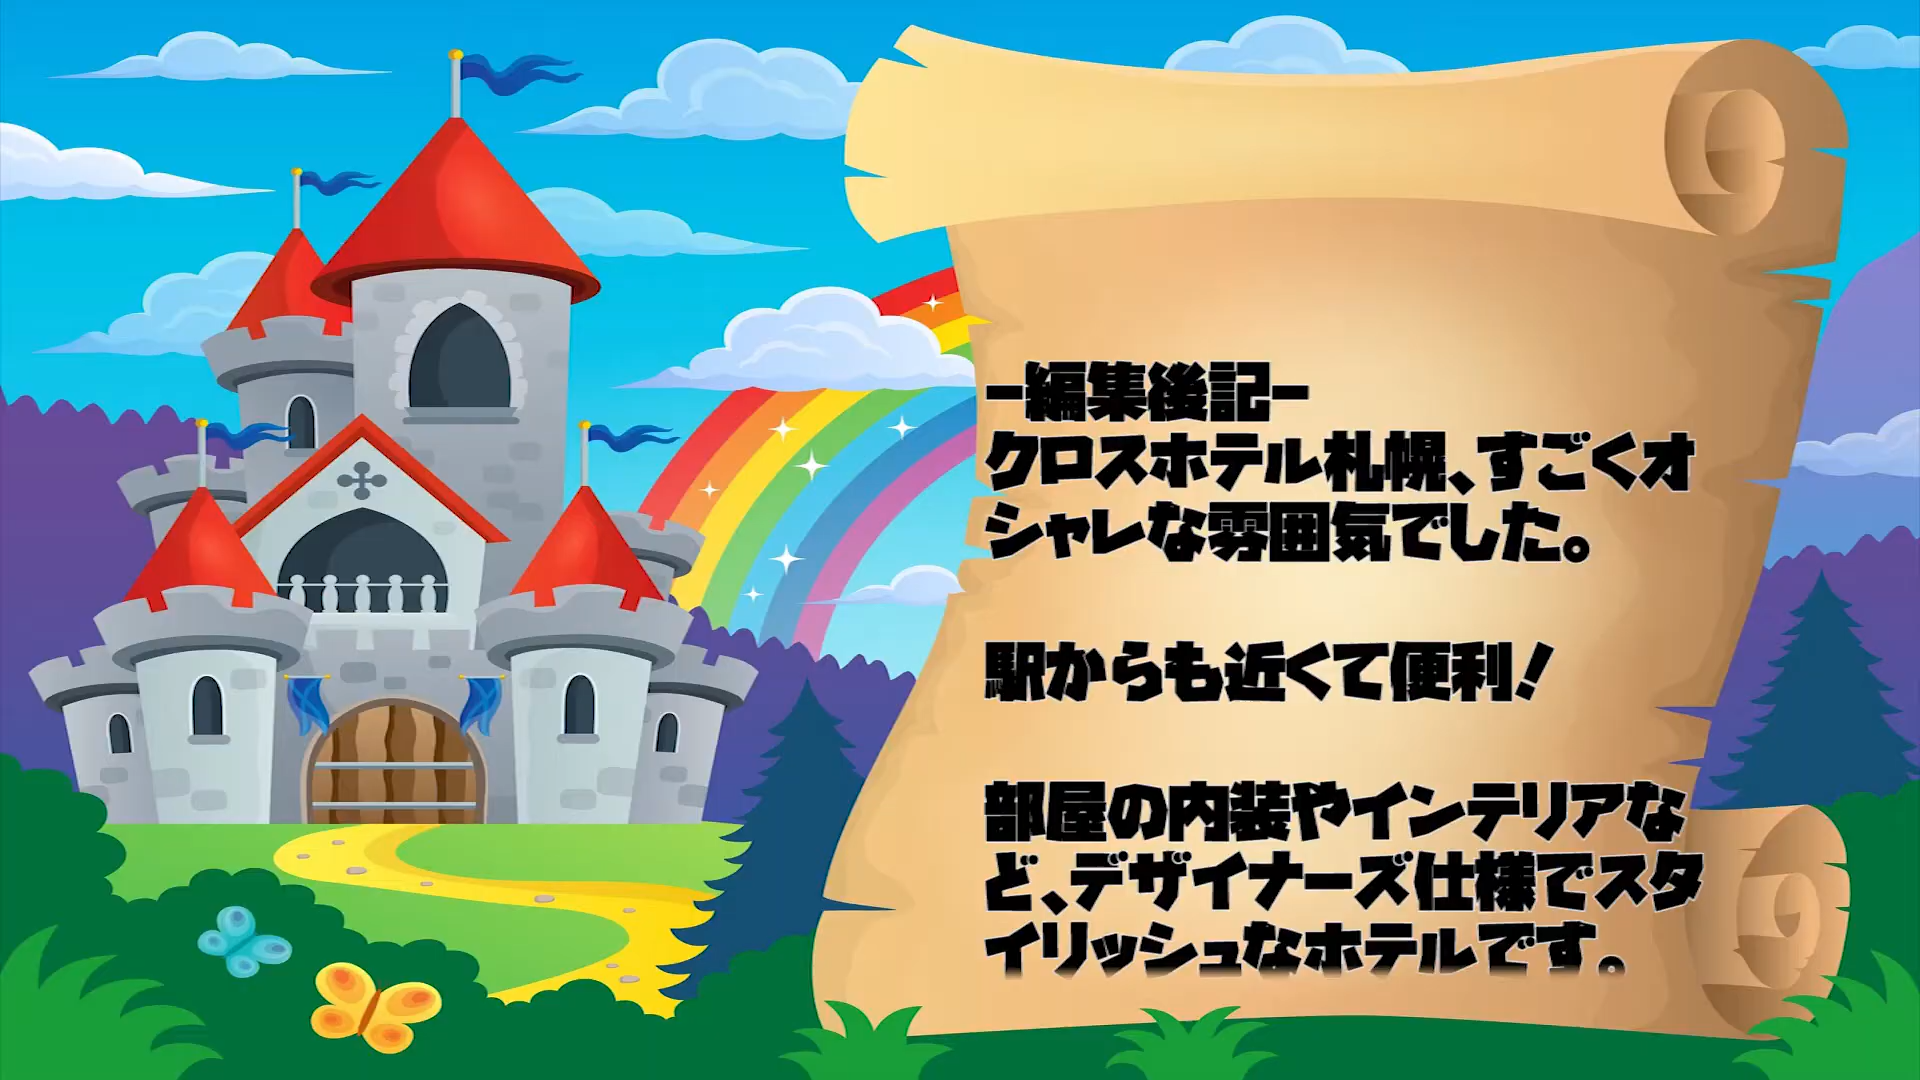 ー編集後記ー
クロスホテル札幌、すごくオ
シャレな雰囲気でした。
駅からも近くて便利！
部屋の内装やインテリアな
ど、デザイナーズ仕様でスタ
イリッシュなホテルです。